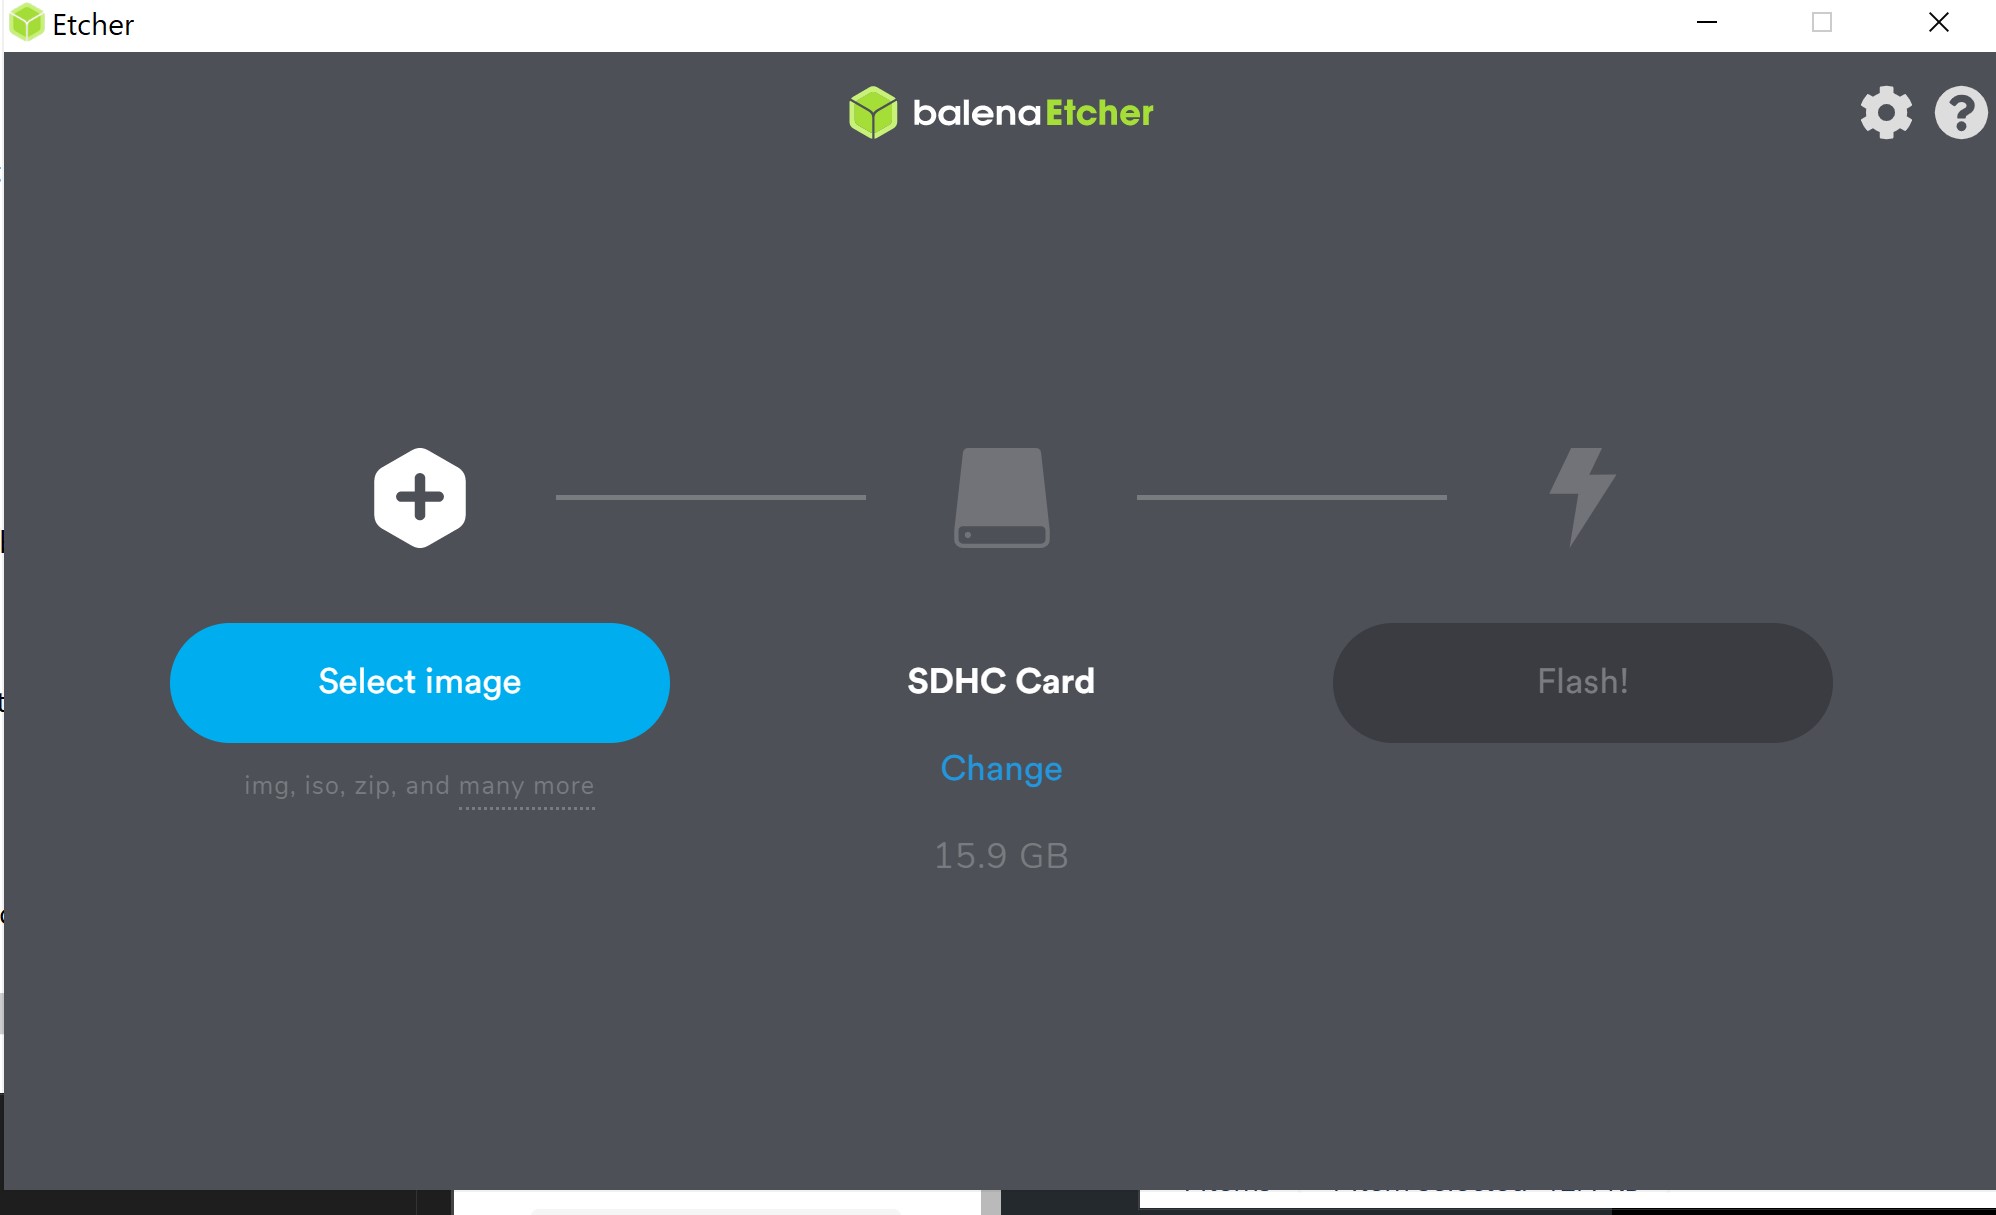 Etcher
balenaEtcher
Select image
SDHC Card
Flash!
Change
img, iso, zip, and many more
15.9 GB